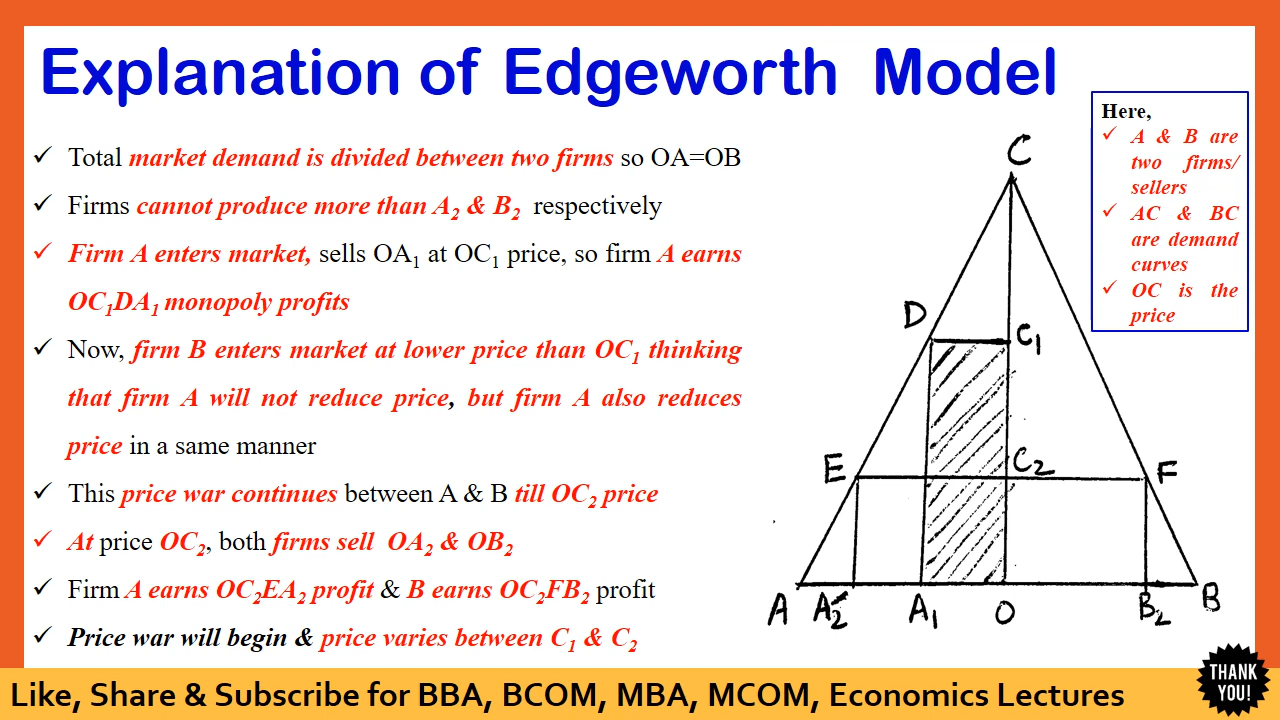 Explanation of Edgeworth Model
✓ Total market demand is divided between two firms so OA=OB
✓ Firms cannot produce more than A₂ & B₂ respectively
✓ Firm A enters market, sells OA₁ at OC₁ price, so firm A earns
OC₁DA₁ monopoly profits
✓ Now, firm B enters market at lower price than OC₁ thinking
that firm A will not reduce price, but firm A also reduces
price in a same manner
✓ This price war continues between A & B till OC₂ price
✓ At price OC₂, both firms sell OA₂ & OB₂
✓ Firm A earns OC₂EA₂ profit & B earns OC₂FB₂ profit
✓ Price war will begin & price varies between C₁ & C₂
Here,
✓ A & B are
two firms/
sellers
✓ AC & BC
are demand
curves
✓ OC is the
price
C
D C₁
E C₂ F
A A₂ A₁ O B₂ B
Like, Share & Subscribe for BBA, BCOM, MBA, MCOM, Economics Lectures
THANK
YOU!